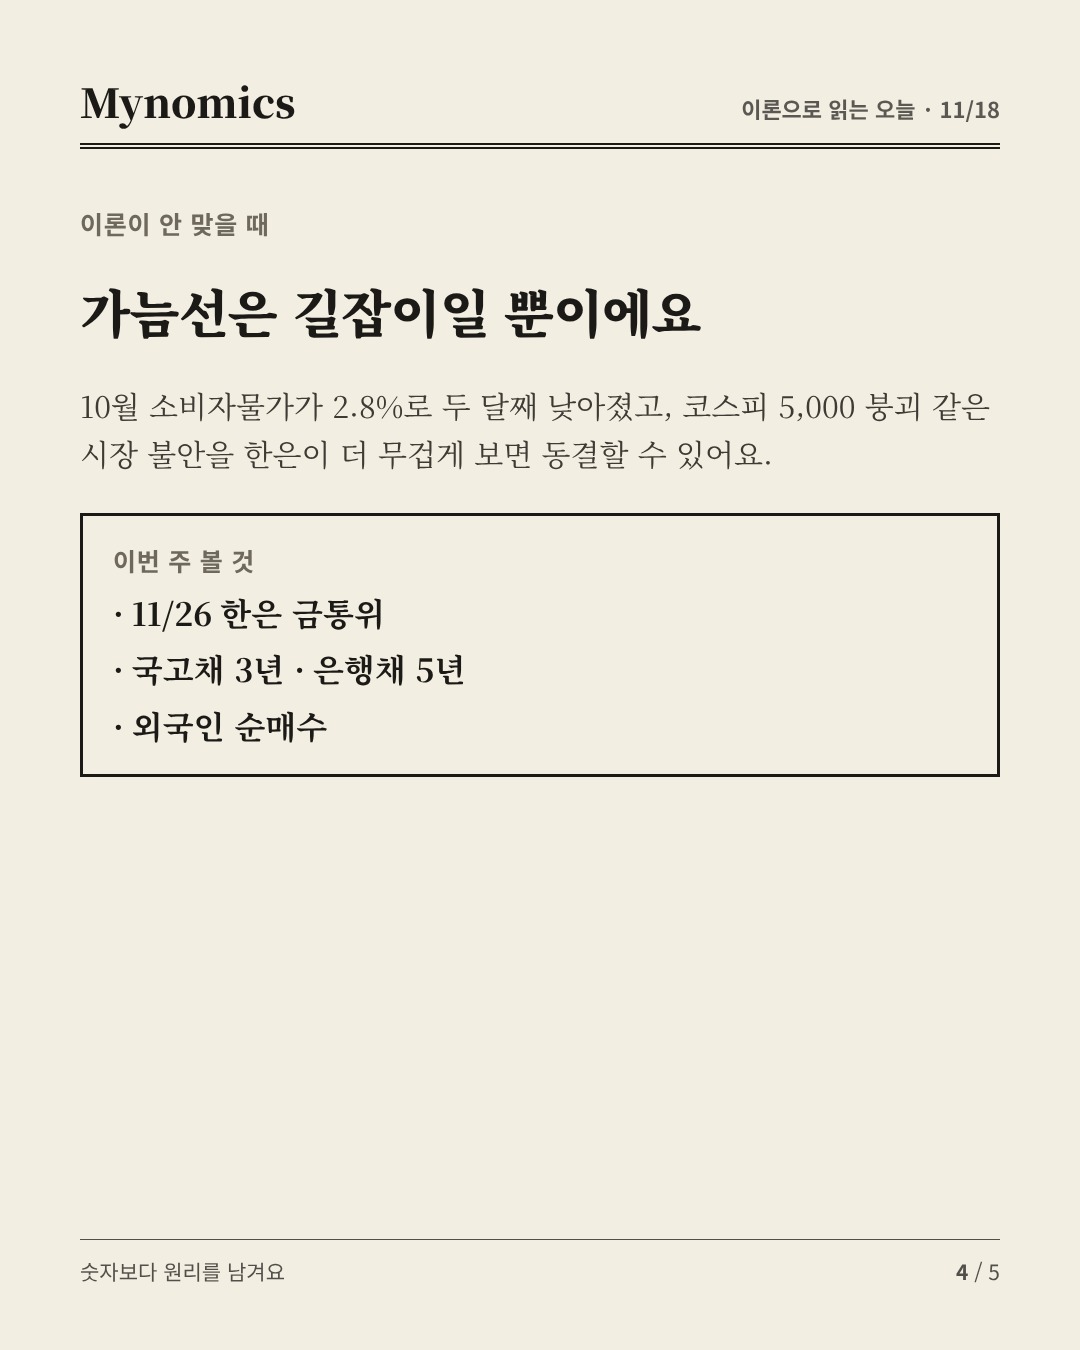 Mynomics
이론으로 읽는 오늘 · 11/18
이론이 안 맞을 때
가늠선은 길잡이일 뿐이에요
10월 소비자물가가 2.8%로 두 달째 낮아졌고, 코스피 5,000 붕괴 같은
시장 불안을 한은이 더 무겁게 보면 동결할 수 있어요.
이번 주 볼 것
· 11/26 한은 금통위
· 국고채 3년 · 은행채 5년
· 외국인 순매수
숫자보다 원리를 남겨요
4 / 5